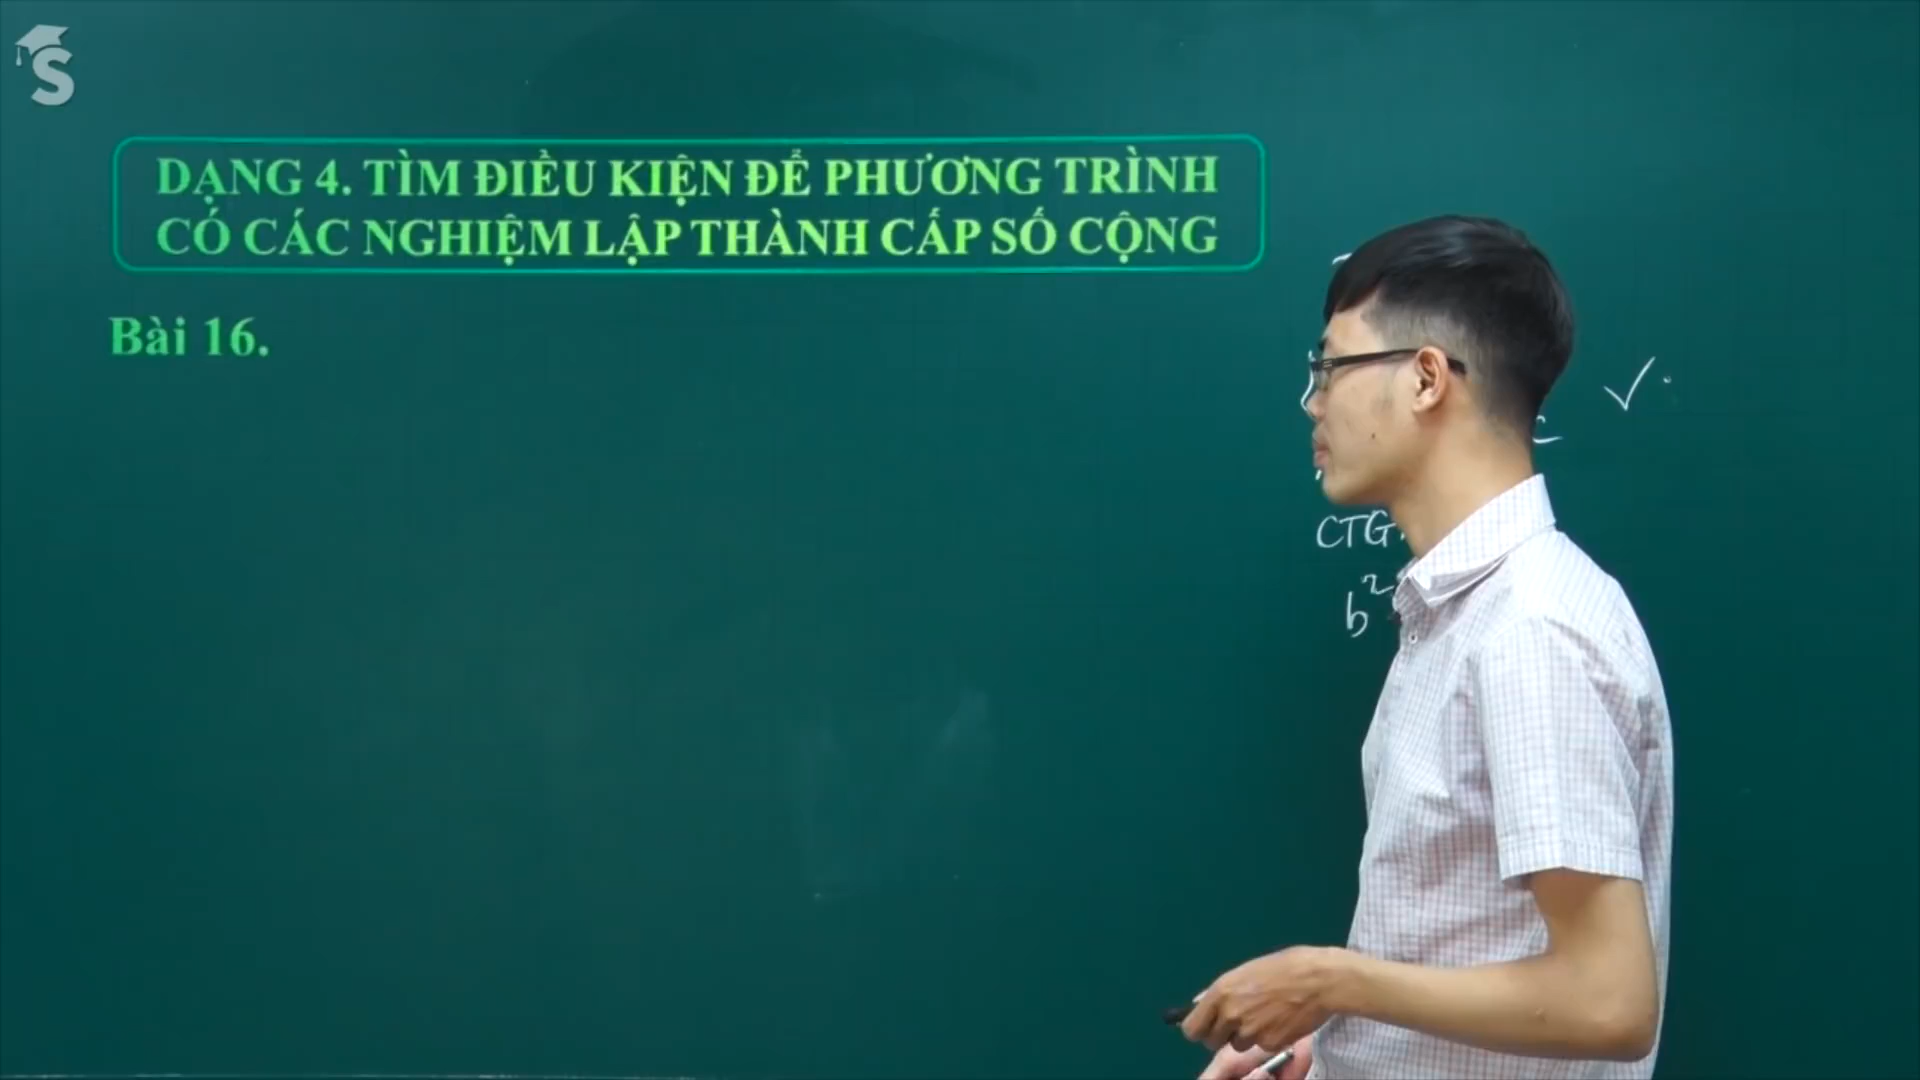 DẠNG 4. TÌM ĐIỀU KIỆN ĐỂ PHƯƠNG TRÌNH
CÓ CÁC NGHIỆM LẬP THÀNH CẤP SỐ CỘNG
Bài 16.
c
CTG
b²